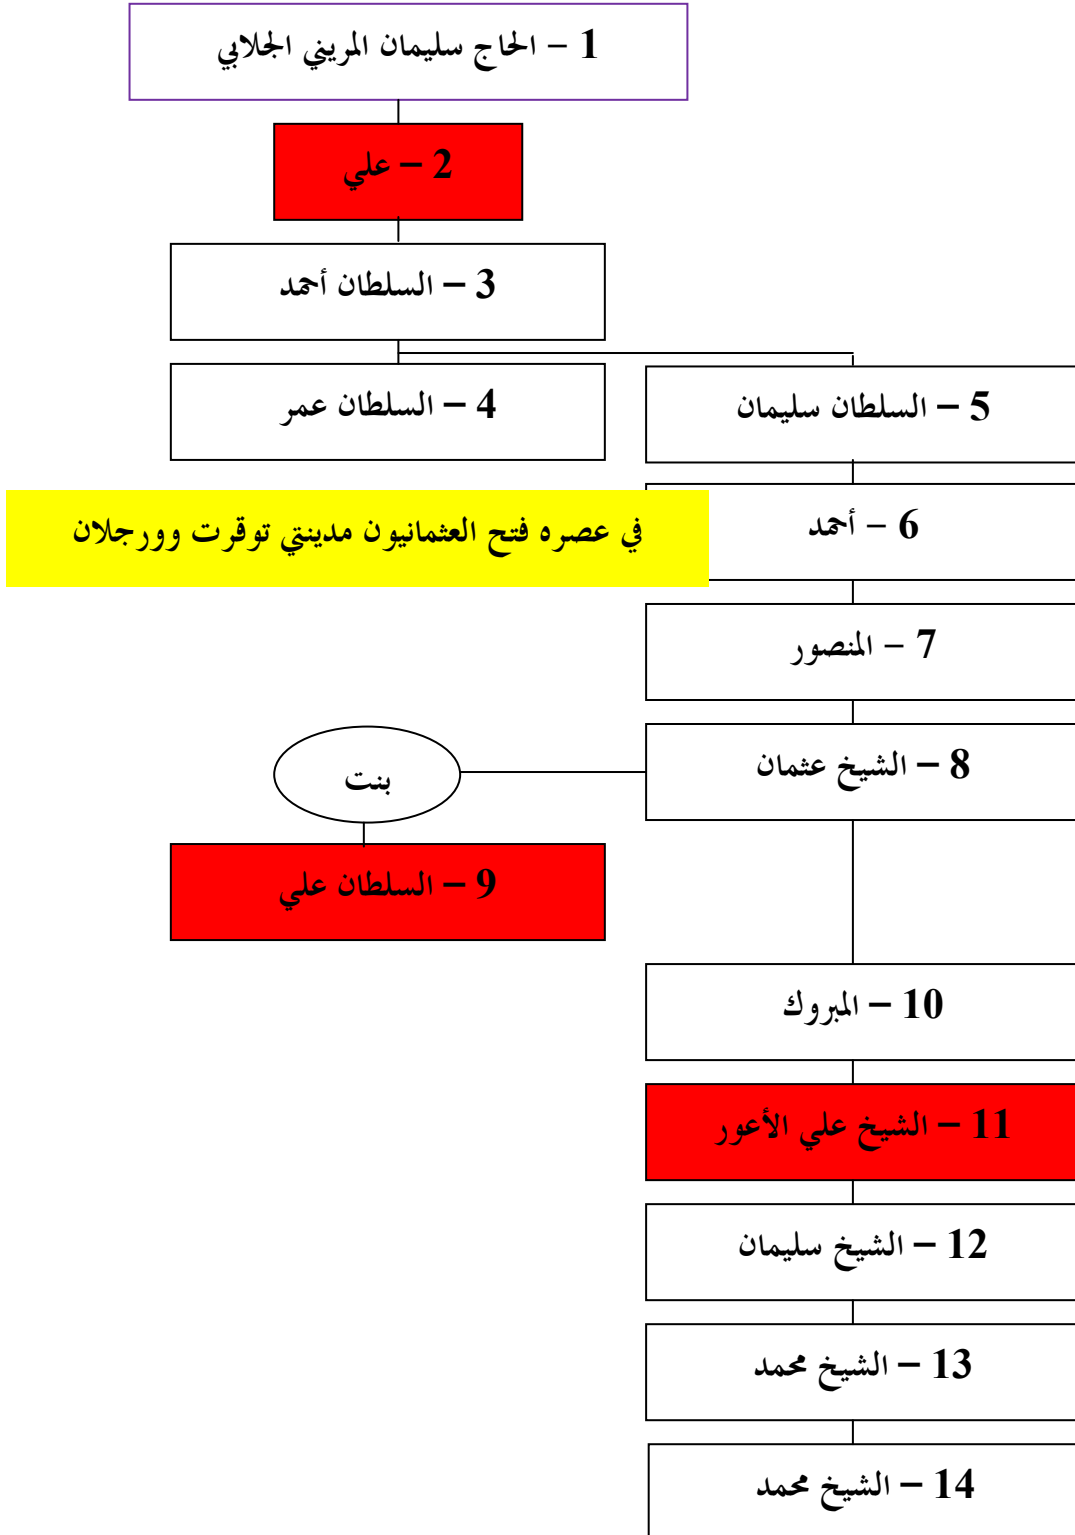 1 – الحاج سليمان المريني الجلابي
2 – علي
3 – السلطان أحمد
4 – السلطان عمر
5 – السلطان سليمان
6 – أحمد
في عصره فتح العثمانيون مدينتي توقرت وورجلان
7 – المنصور
8 – الشيخ عثمان
بنت
9 – السلطان علي
10 – المبروك
11 – الشيخ علي الأعور
12 – الشيخ سليمان
13 – الشيخ محمد
14 – الشيخ محمد